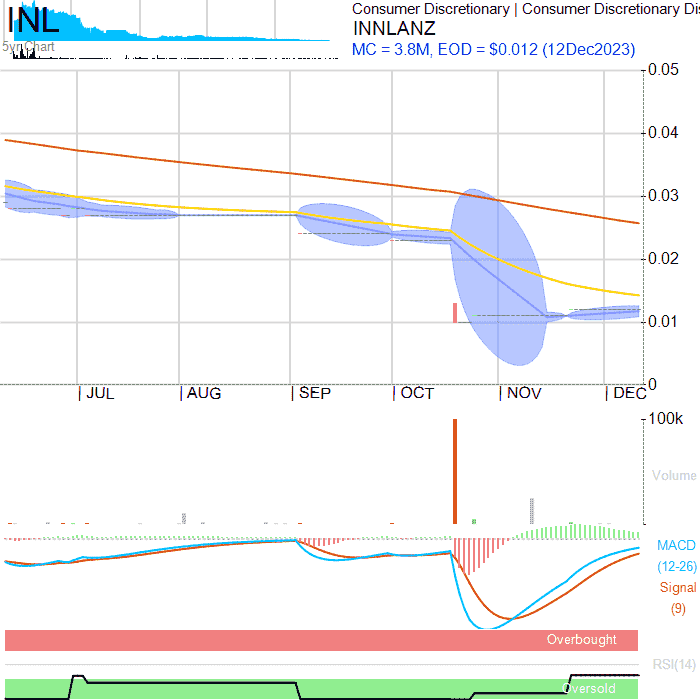 INL
5yr Chart
Consumer Discretionary | Consumer Discretionary Dis
INNLANZ
MC = 3.8M, EOD = $0.012 (12Dec2023)
0.05
0.04
0.03
0.02
0.01
0
JUL AUG SEP OCT NOV DEC
100k
Volume
MACD
(12-26)
Signal
(9)
Overbought
RSI(14)
Oversold